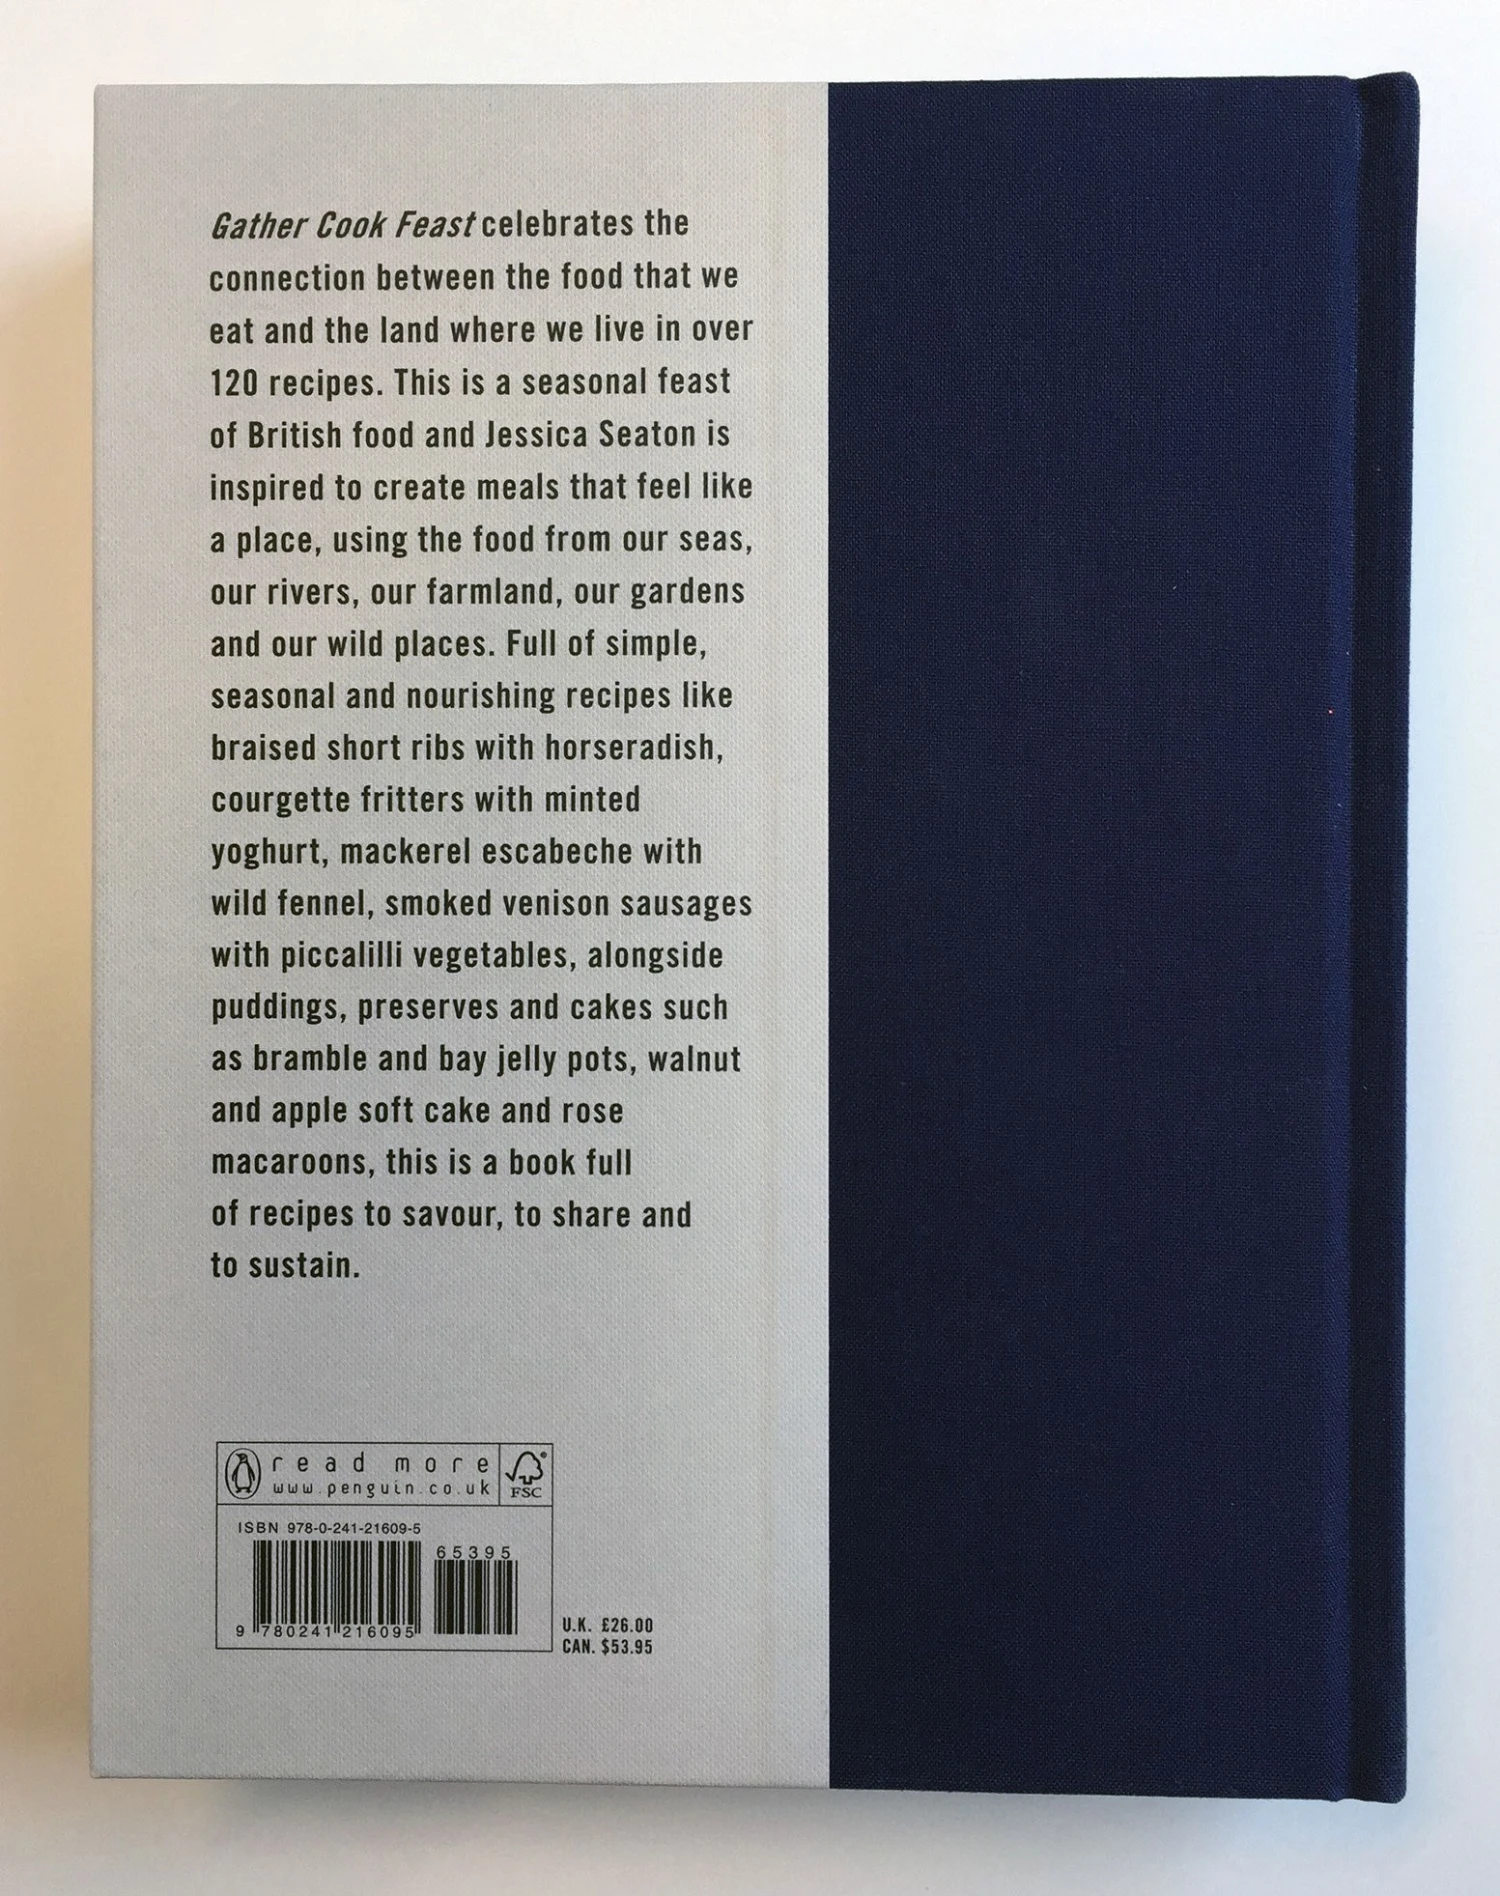 Gather Cook Feast celebrates the
connection between the food that we
eat and the land where we live in over
120 recipes. This is a seasonal feast
of British food and Jessica Seaton is
inspired to create meals that feel like
a place, using the food from our seas,
our rivers, our farmland, our gardens
and our wild places. Full of simple,
seasonal and nourishing recipes like
braised short ribs with horseradish,
courgette fritters with minted
yoghurt, mackerel escabeche with
wild fennel, smoked venison sausages
with piccalilli vegetables, alongside
puddings, preserves and cakes such
as bramble and bay jelly pots, walnut
and apple soft cake and rose
macaroons, this is a book full
of recipes to savour, to share and
to sustain.
read more
www.penguin.co.uk
FSC
ISBN 978-0-241-21609-5
65395
9 780241 216095
U.K. £26.00
CAN. $53.95